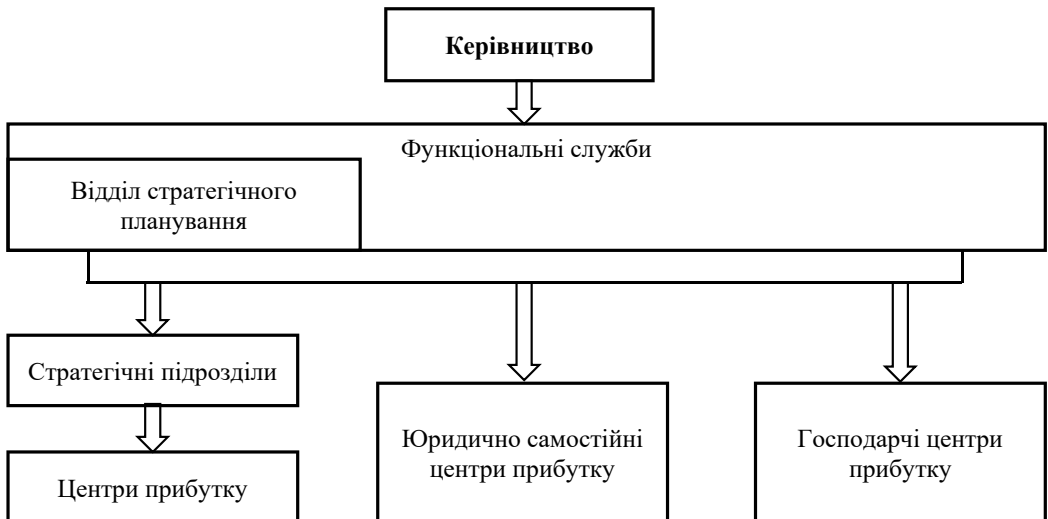 Керівництво
Функціональні служби
Відділ стратегічного
планування
Стратегічні підрозділи
Центри прибутку
Юридично самостійні
центри прибутку
Господарчі центри
прибутку